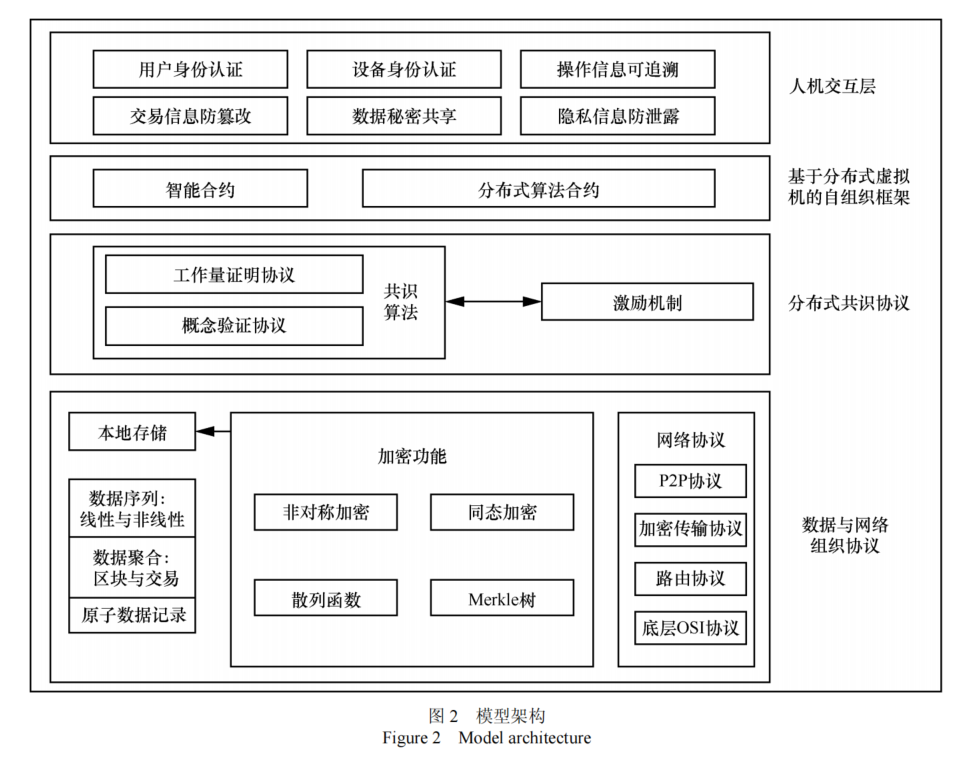 用户身份认证
设备身份认证
操作信息可追溯
交易信息防篡改
数据秘密共享
隐私信息防泄露
人机交互层
智能合约
分布式算法合约
基于分布式虚拟
机的自组织框架
工作量证明协议
概念验证协议
共识
算法
激励机制
分布式共识协议
本地存储
数据序列：
线性与非线性
数据聚合：
区块与交易
原子数据记录
加密功能
非对称加密
同态加密
散列函数
Merkle树
网络协议
P2P协议
加密传输协议
路由协议
底层OSI协议
数据与网络
组织协议
图 2 模型架构
Figure 2 Model architecture